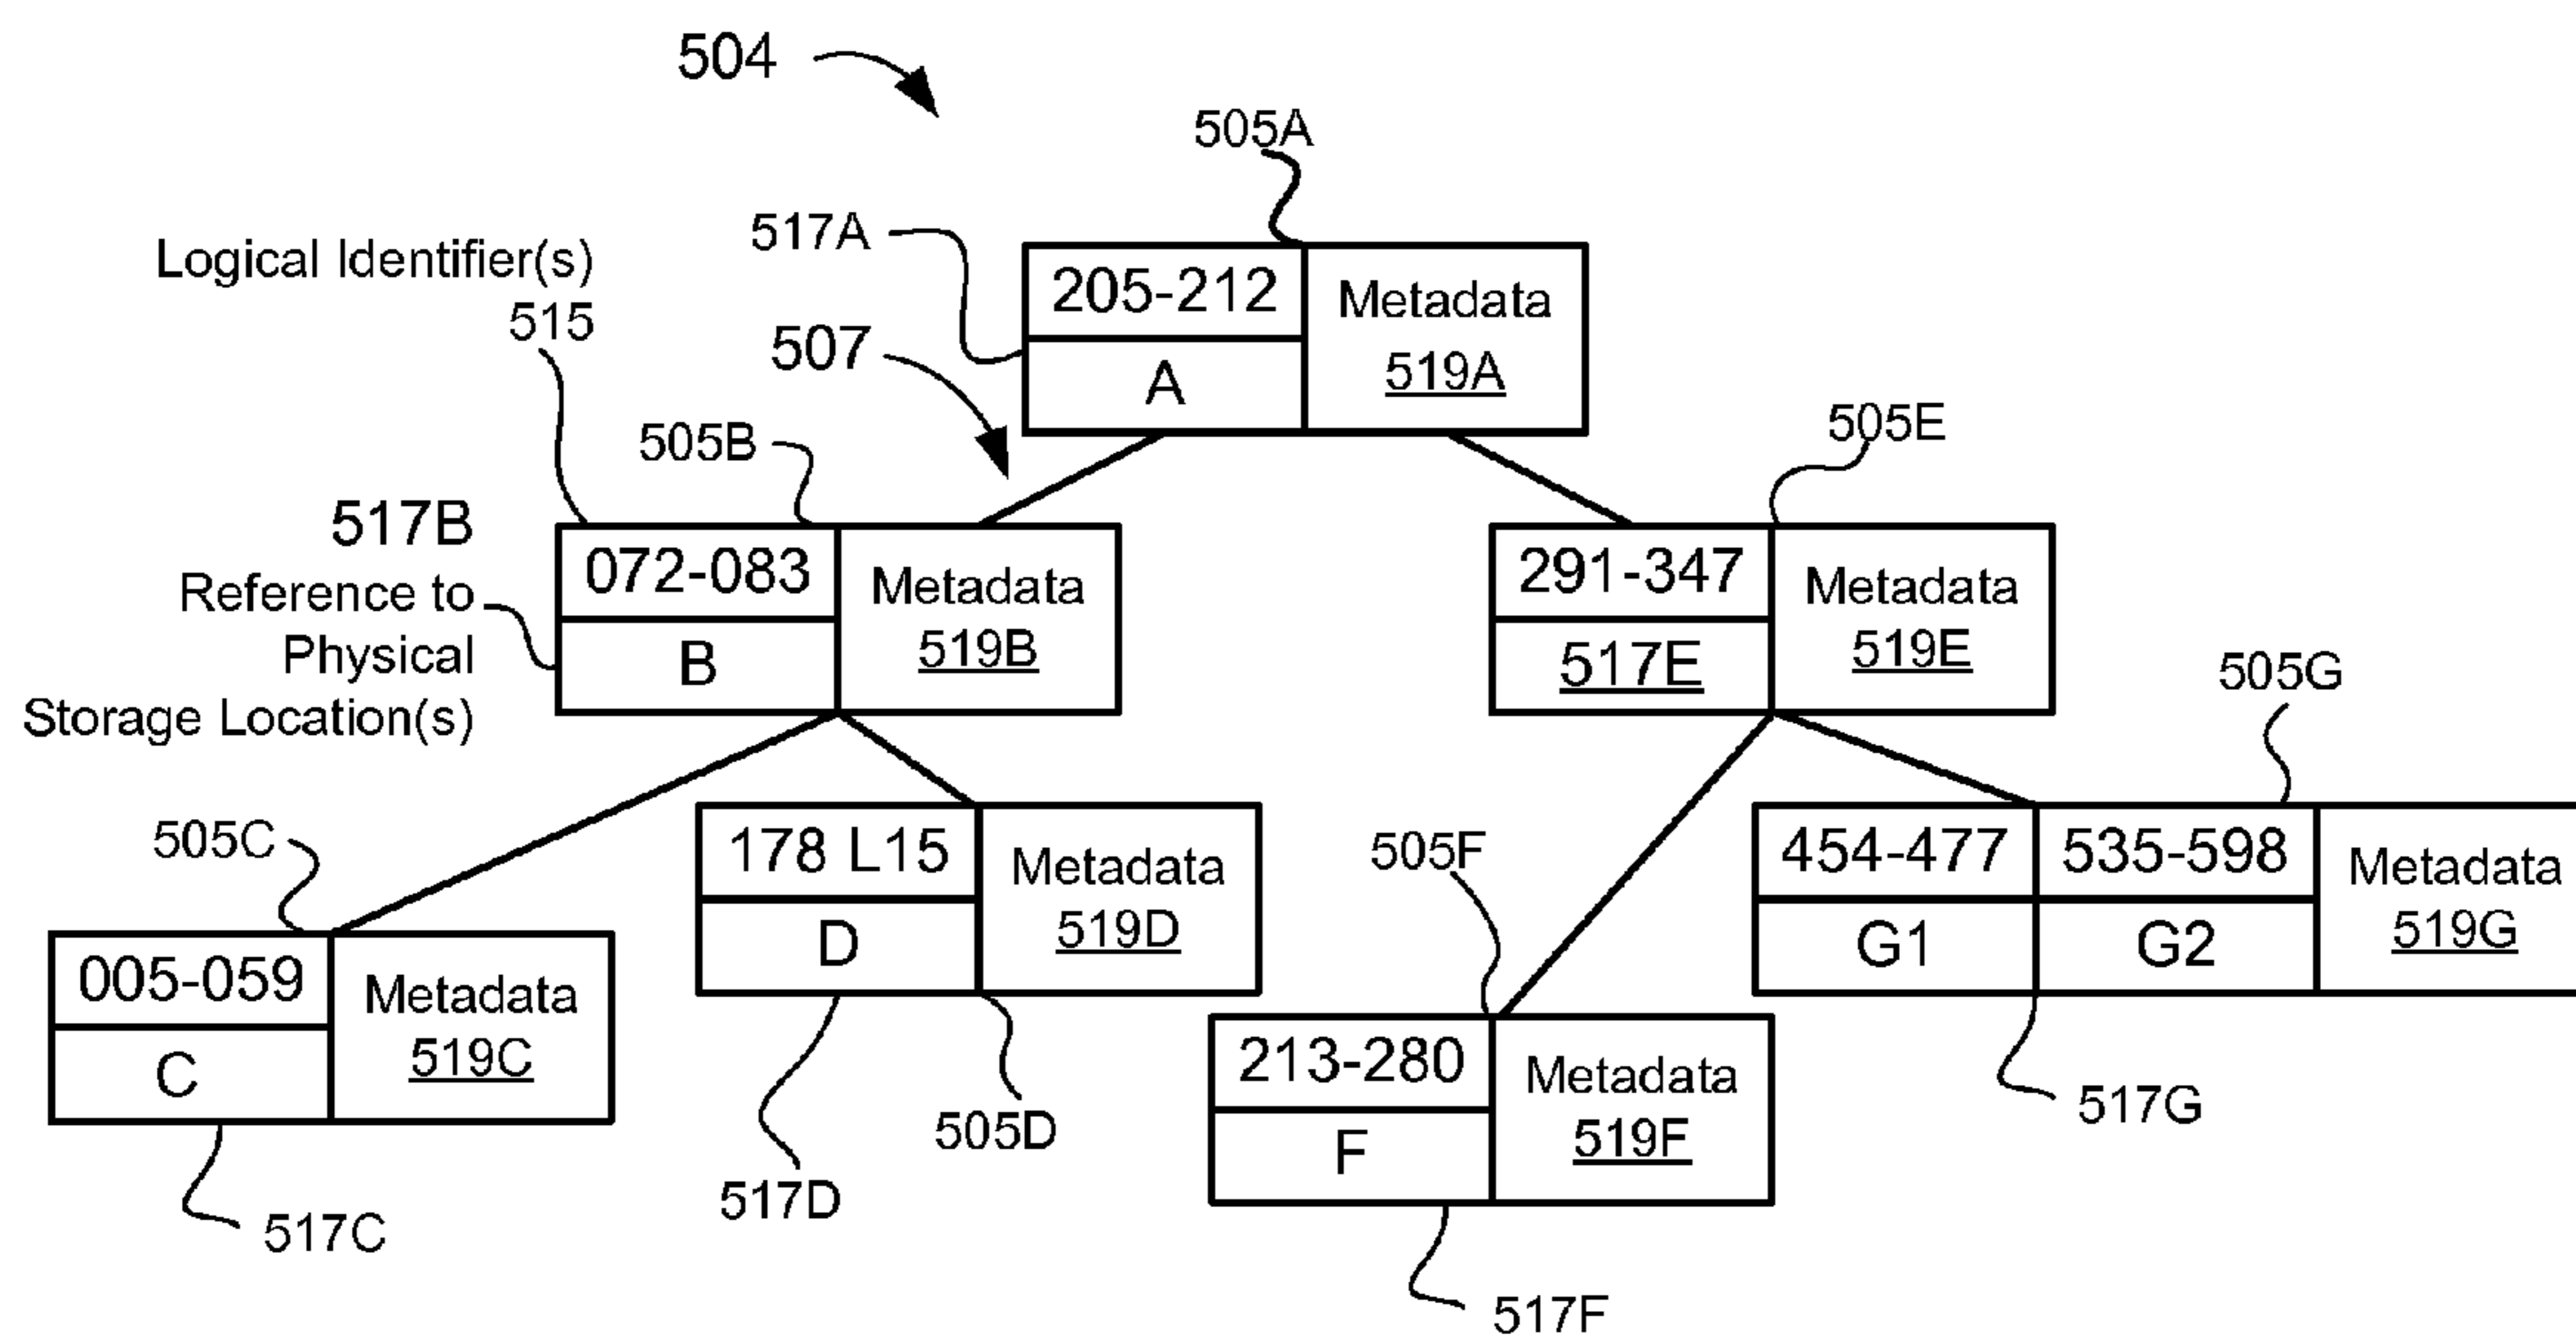 504
505A
517A
Logical Identifier(s)
515
205-212
Metadata
519A
A
507
505B
505E
517B
Reference to
Physical
Storage Location(s)
072-083
Metadata
519B
B
291-347
Metadata
519E
517E
505G
505C
178 L15
Metadata
519D
D
505F
454-477
535-598
Metadata
519G
G1
G2
005-059
Metadata
519C
C
213-280
Metadata
519F
F
505D
517D
517G
517C
517F